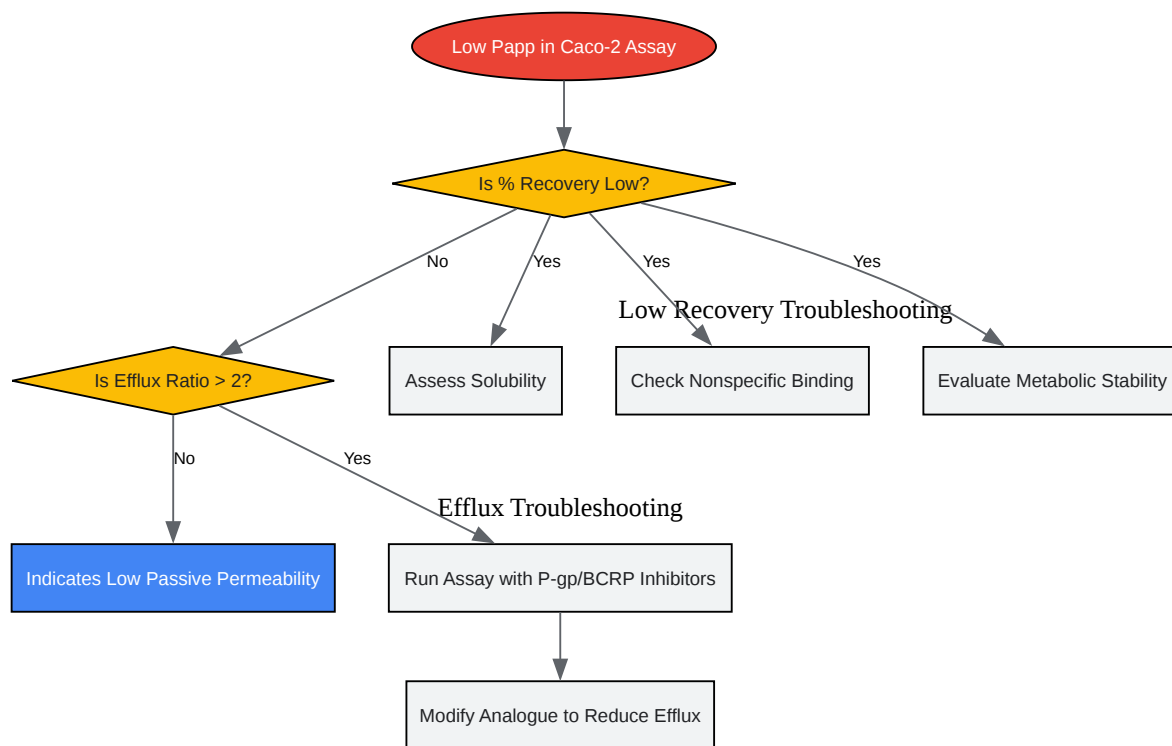 Low Papp in Caco-2 Assay
Is % Recovery Low?
No
Yes
Yes
Yes
Low Recovery Troubleshooting
Is Efflux Ratio > 2?
Assess Solubility
Check Nonspecific Binding
Evaluate Metabolic Stability
No
Yes
Efflux Troubleshooting
Indicates Low Passive Permeability
Run Assay with P-gp/BCRP Inhibitors
Modify Analogue to Reduce Efflux